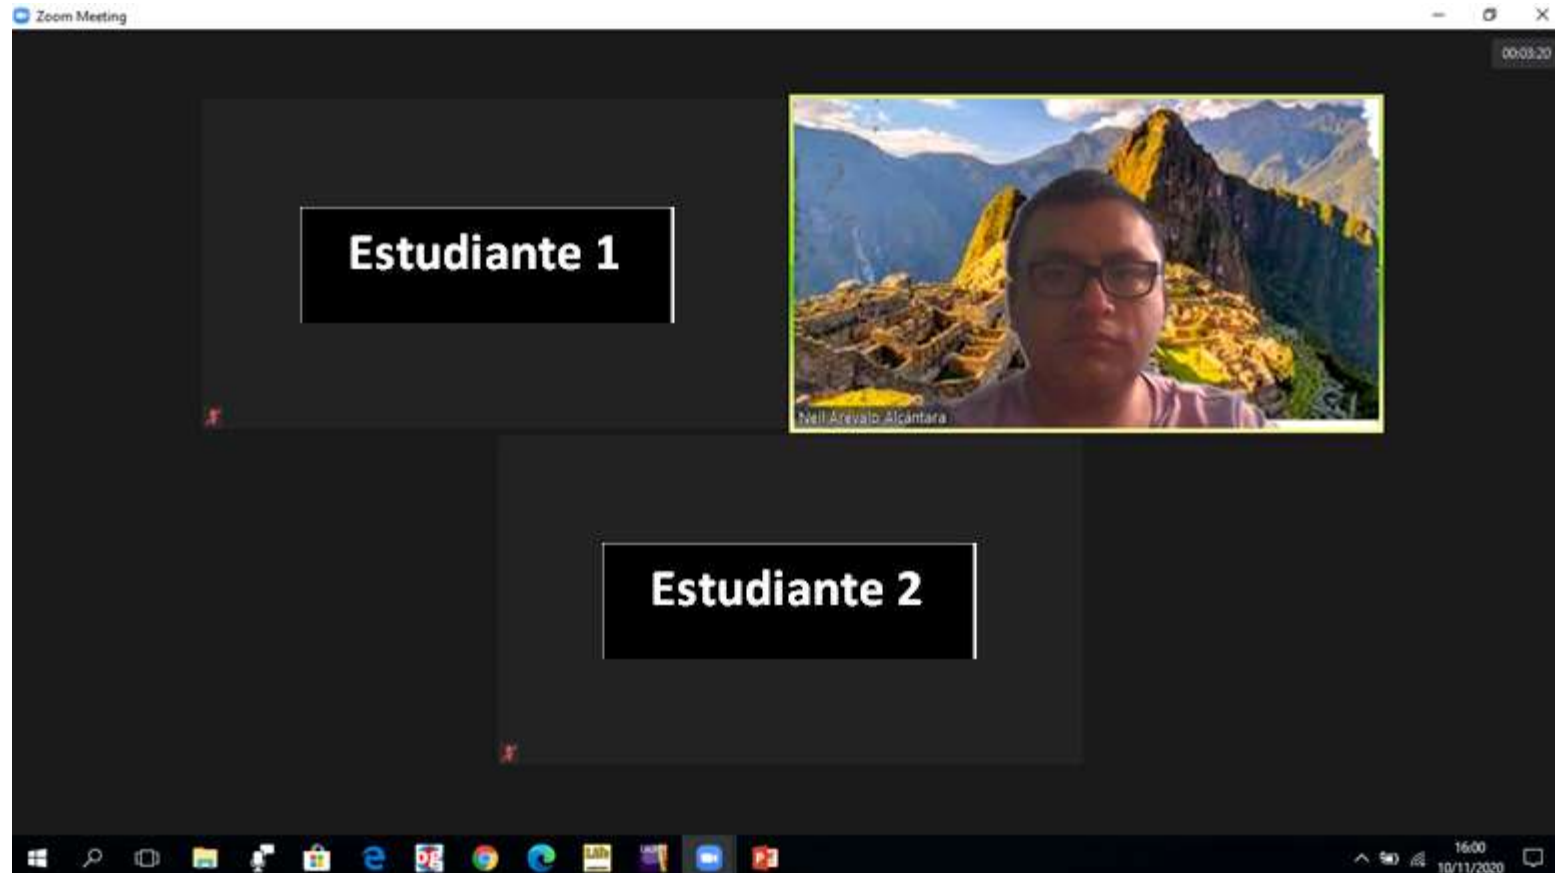 Zoom Meeting
00:03:20
Estudiante 1
Neil Arevalo Alcántara
Estudiante 2
16:00
10/11/2020